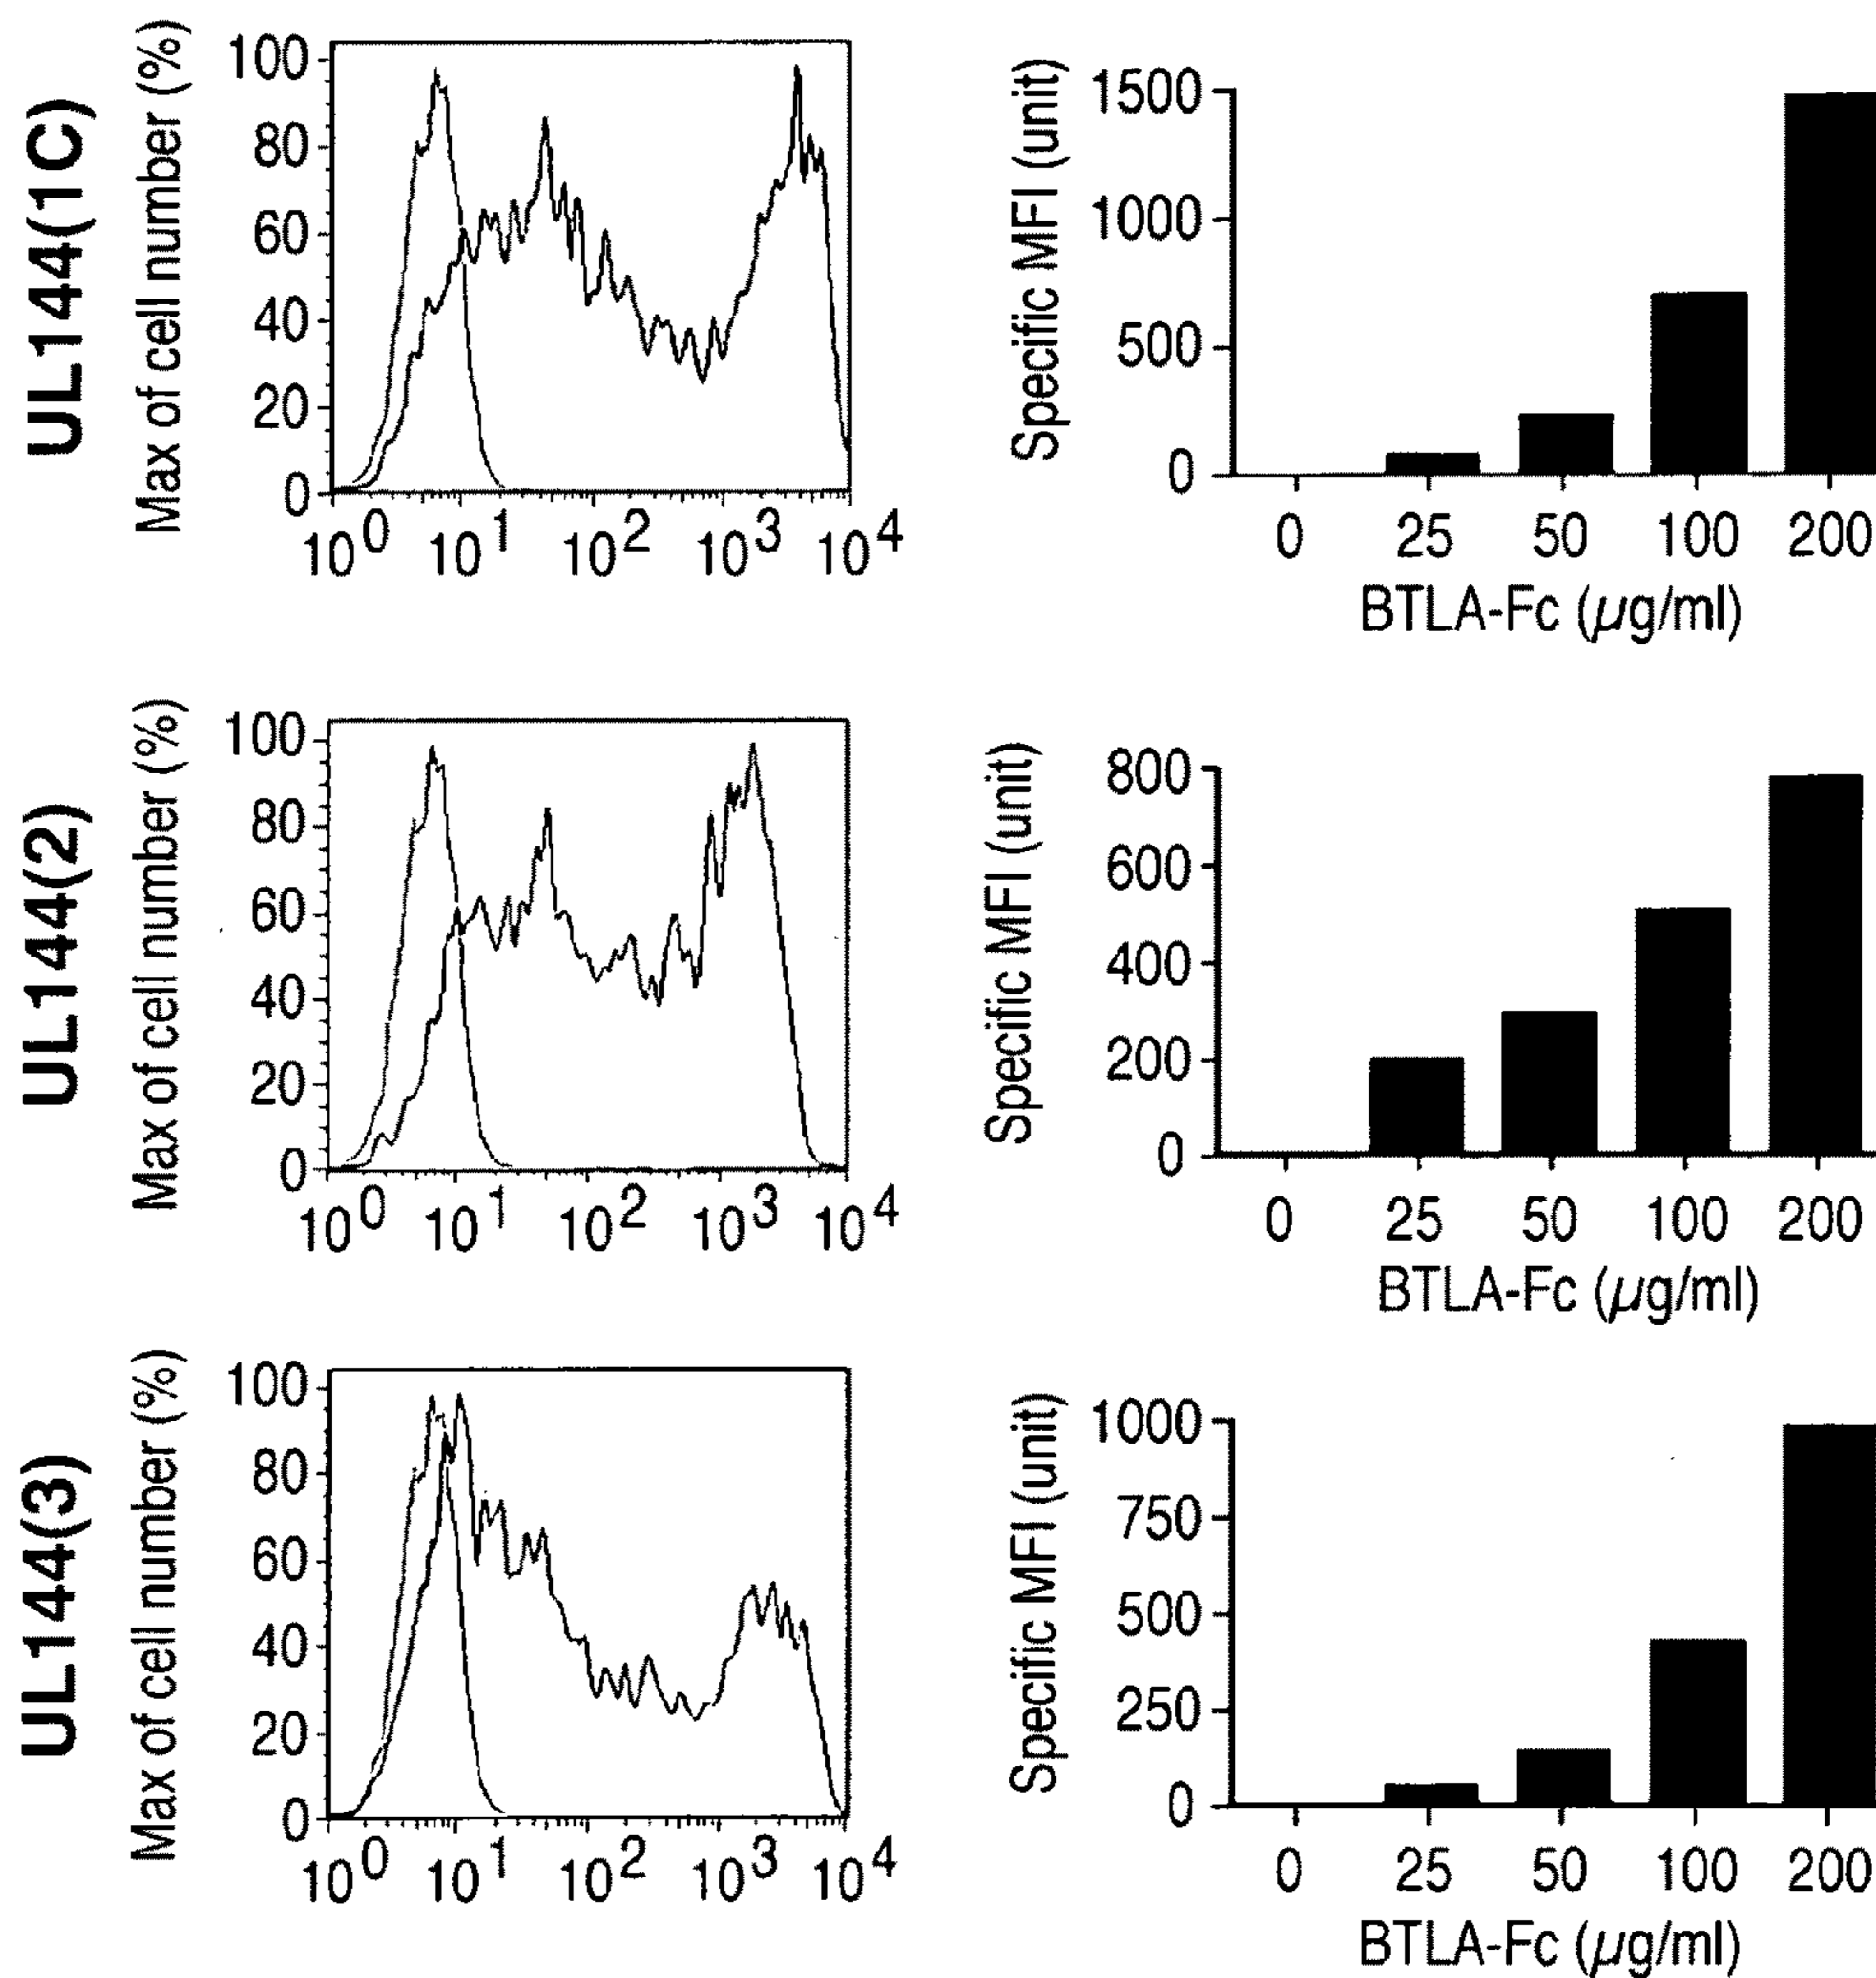 UL144(1C)
Max of cell number (%)
100
80
60
40
20
0
10^0 10^1 10^2 10^3 10^4
Specific MFI (unit)
1500
1000
500
0
0 25 50 100 200
BTLA-Fc (µg/ml)
UL144(2)
Max of cell number (%)
100
80
60
40
20
0
10^0 10^1 10^2 10^3 10^4
Specific MFI (unit)
800
600
400
200
0
0 25 50 100 200
BTLA-Fc (µg/ml)
UL144(3)
Max of cell number (%)
100
80
60
40
20
0
10^0 10^1 10^2 10^3 10^4
Specific MFI (unit)
1000
750
500
250
0
0 25 50 100 200
BTLA-Fc (µg/ml)